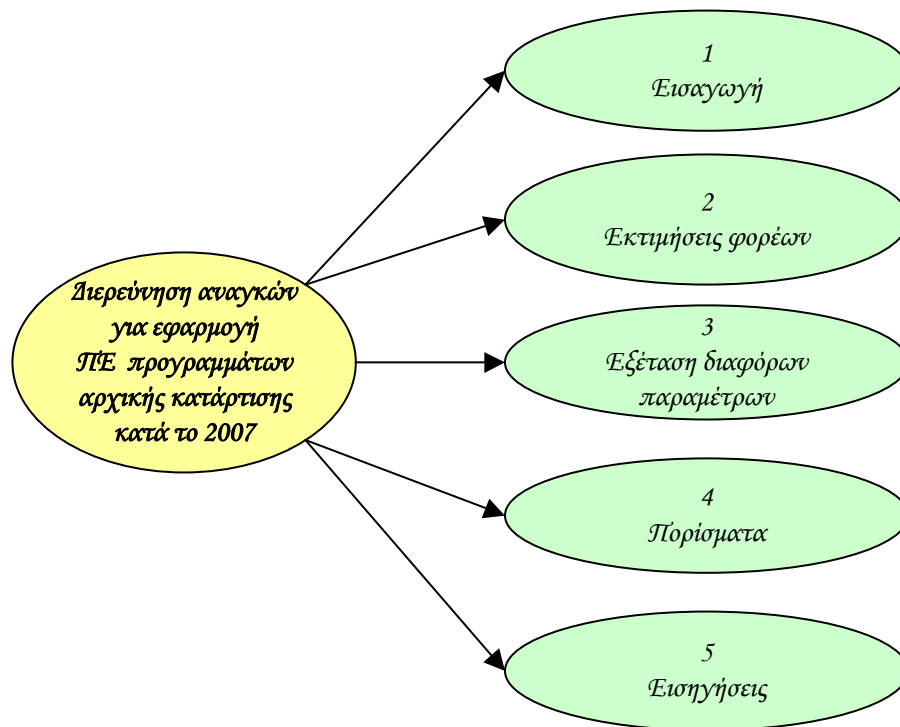 1
Εισαγωγή
2
Εκτιμήσεις φορέων
Διερεύνηση αναγκών
για εφαρμογή
ΠΕ προγραμμάτων
αρχικής κατάρτισης
κατά το 2007
3
Εξέταση διαφόρων
παραμέτρων
4
Πορίσματα
5
Εισηγήσεις